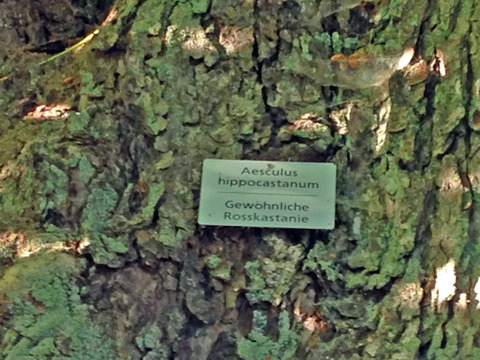 Aesculus
hippocastanum
Gewöhnliche
Rosskastanie